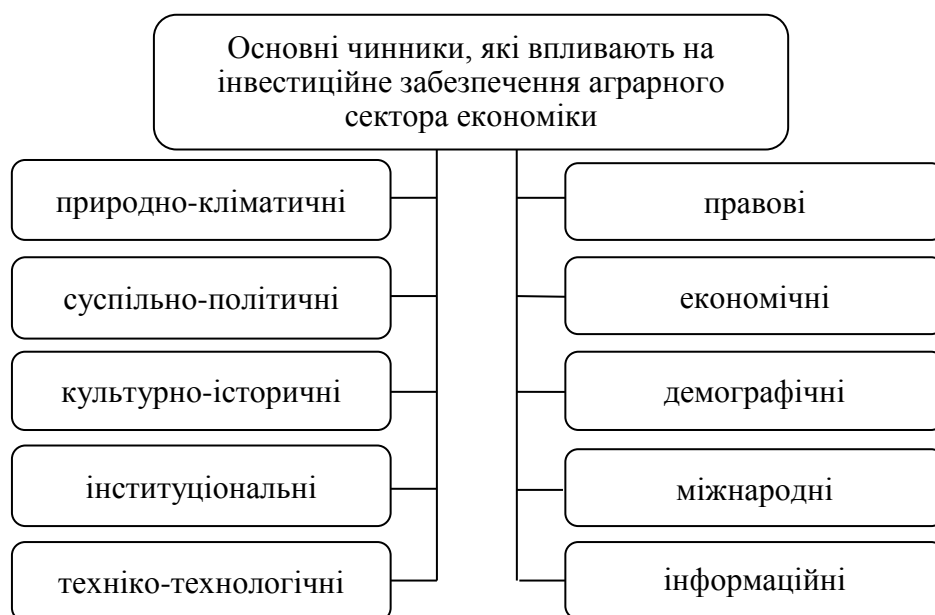 Основні чинники, які впливають на
інвестиційне забезпечення аграрного
сектора економіки
природно-кліматичні
суспільно-політичні
культурно-історичні
інституціональні
техніко-технологічні
правові
економічні
демографічні
міжнародні
інформаційні